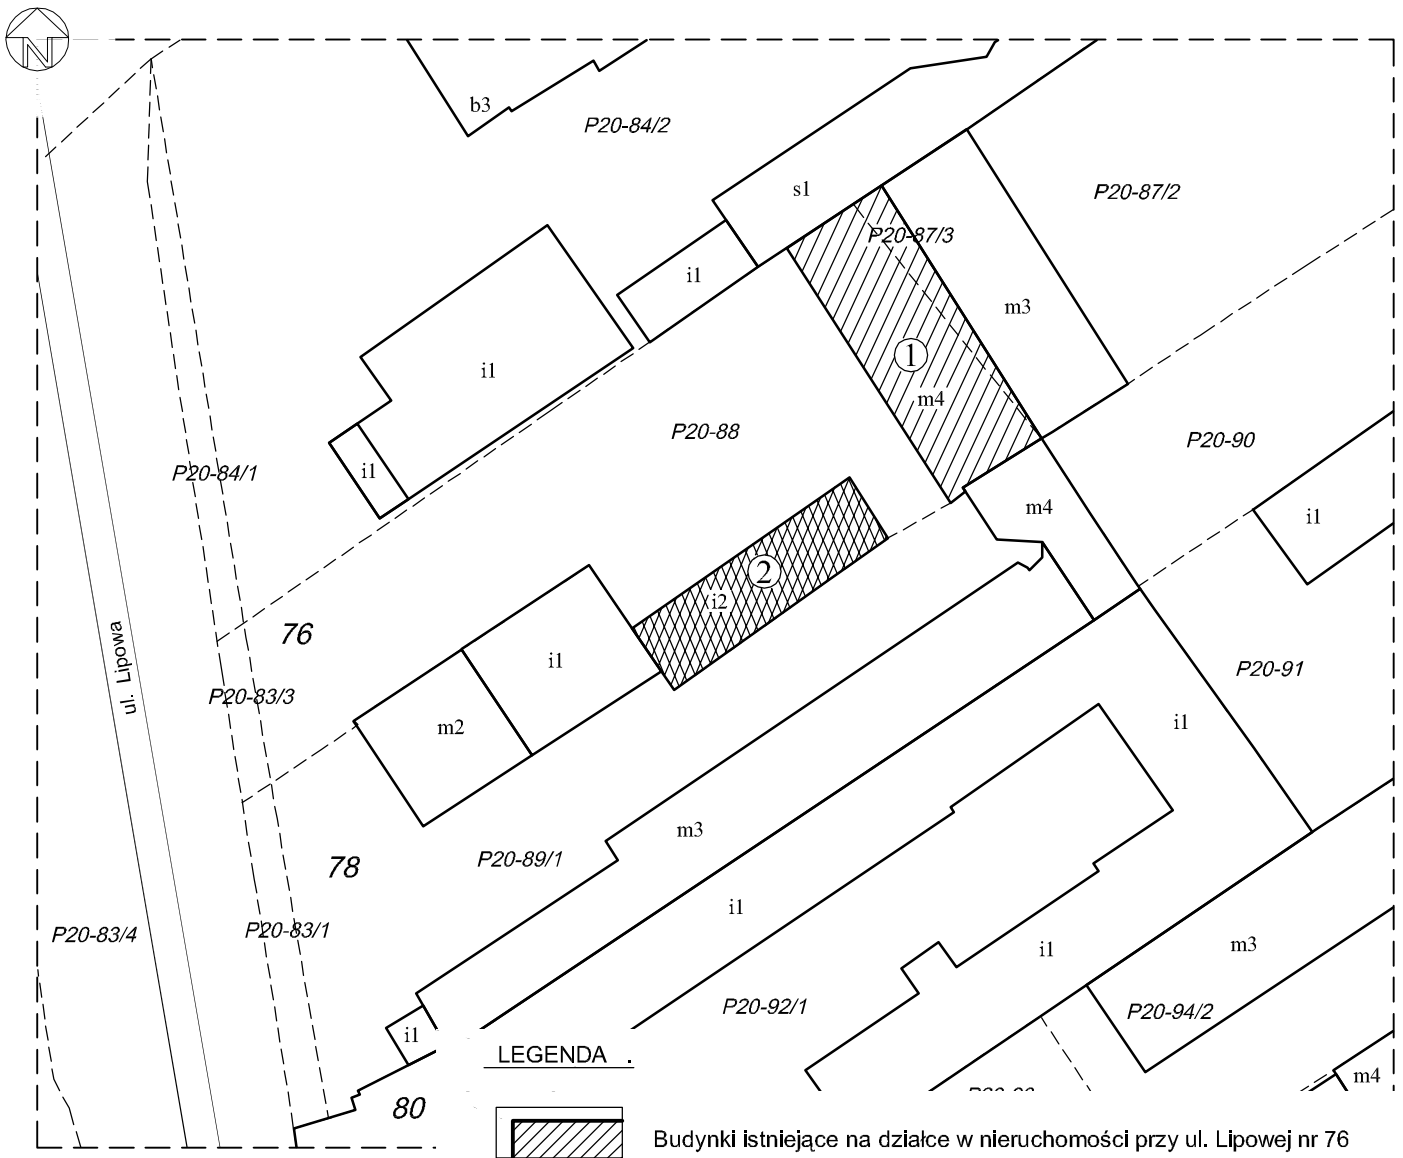 N
b3
P20-84/2
s1
P20-87/2
P20-87/3
i1
m3
1
i1
m4
P20-88
P20-90
i1
P20-84/1
m4
i1
2
i2
76
ul. Lipowa
i1
P20-91
P20-83/3
m2
i1
m3
78
P20-89/1
i1
P20-83/4
P20-83/1
i1
m3
P20-92/1
P20-94/2
i1
LEGENDA .
m4
80
Budynki istniejące na działce w nieruchomości przy ul. Lipowej nr 76